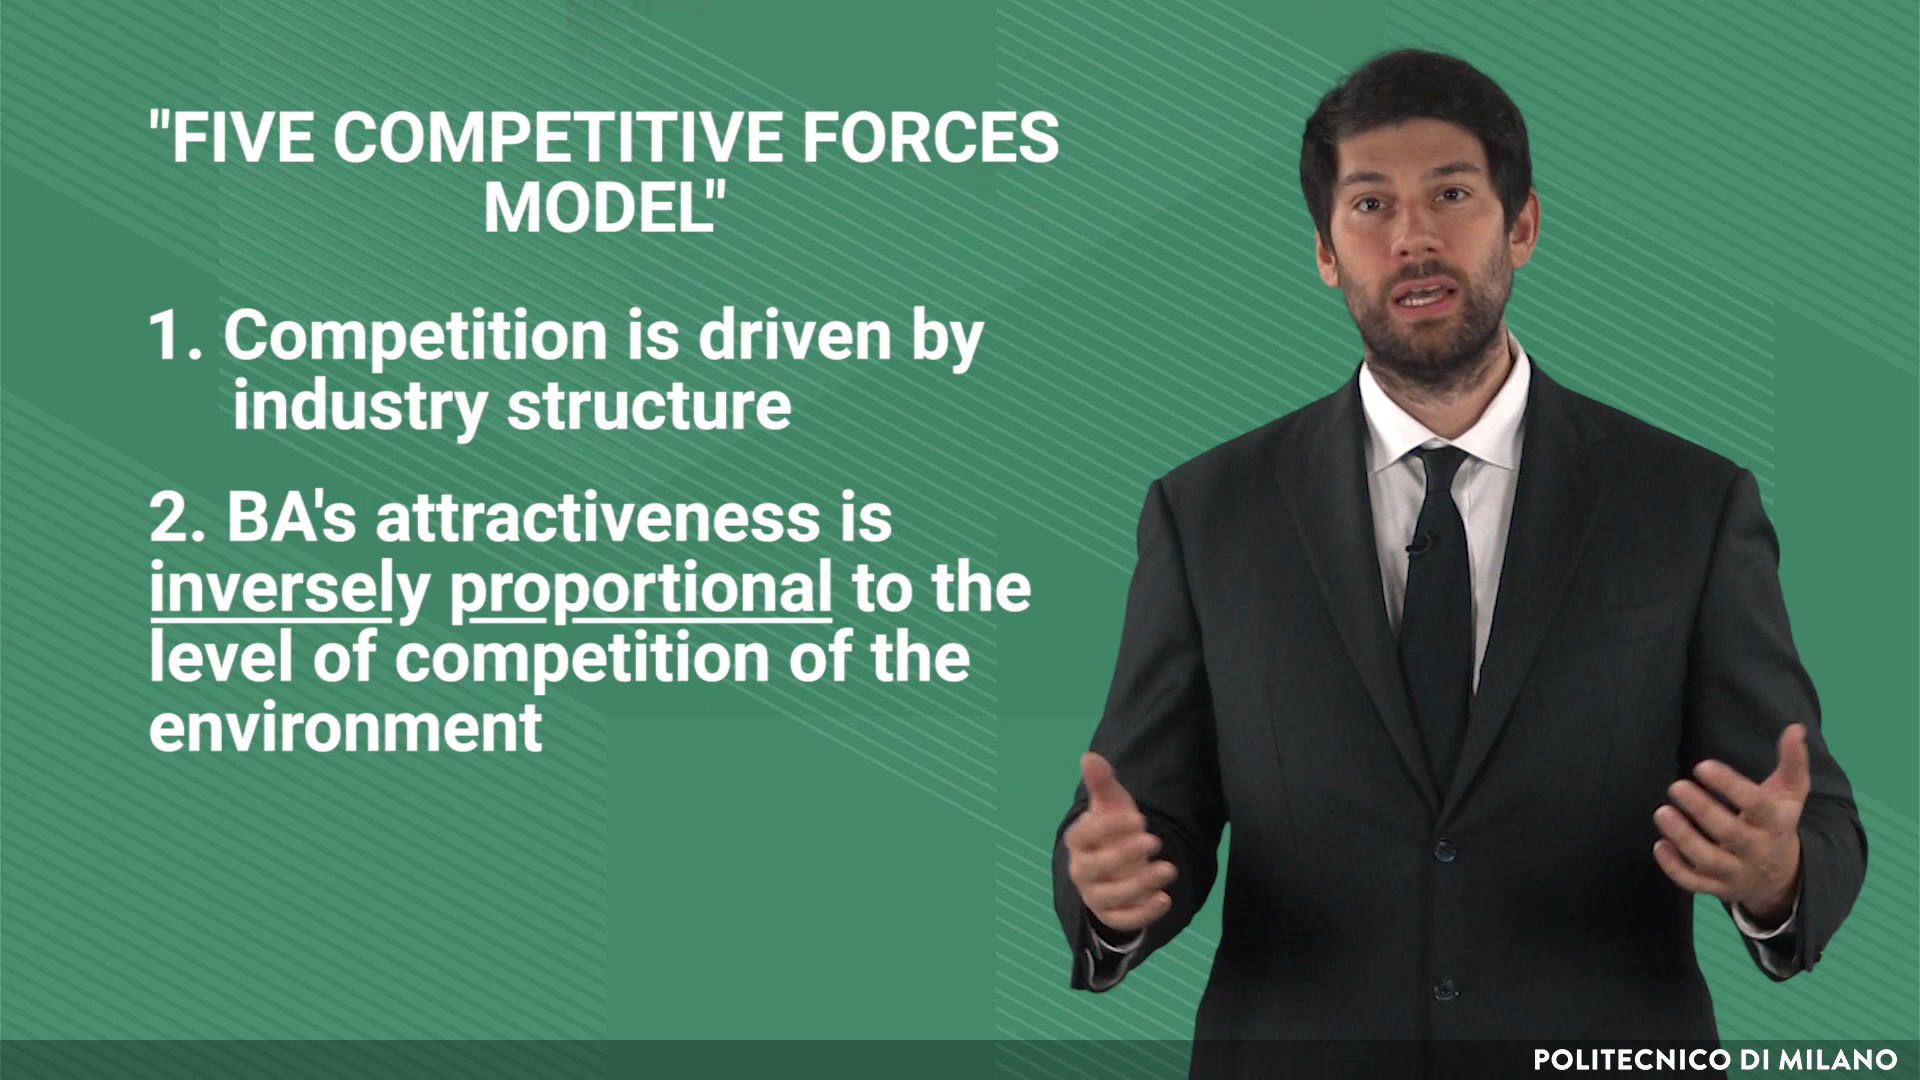 "FIVE COMPETITIVE FORCES
MODEL"
1. Competition is driven by
industry structure
2. BA's attractiveness is
inversely proportional to the
level of competition of the
environment
POLITECNICO DI MILANO